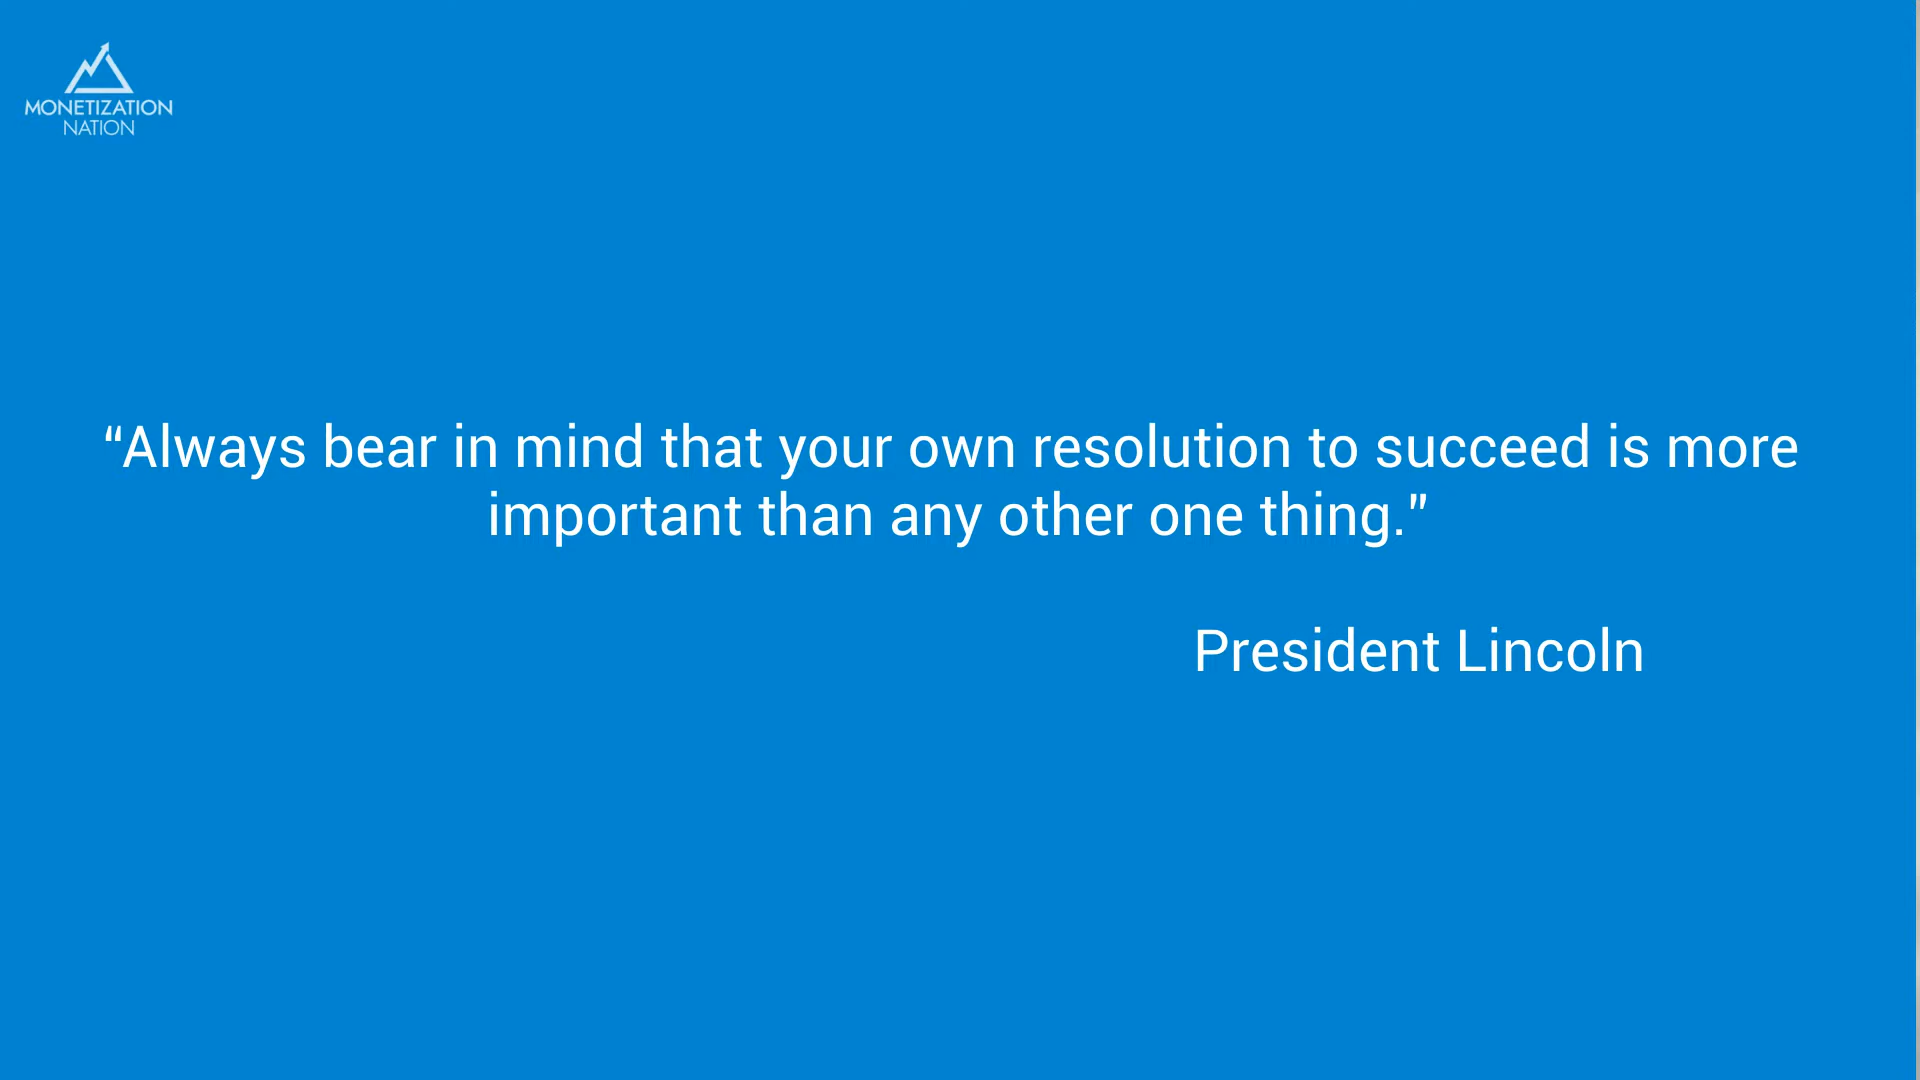 MONETIZATION
NATION
“Always bear in mind that your own resolution to succeed is more
important than any other one thing.”
President Lincoln